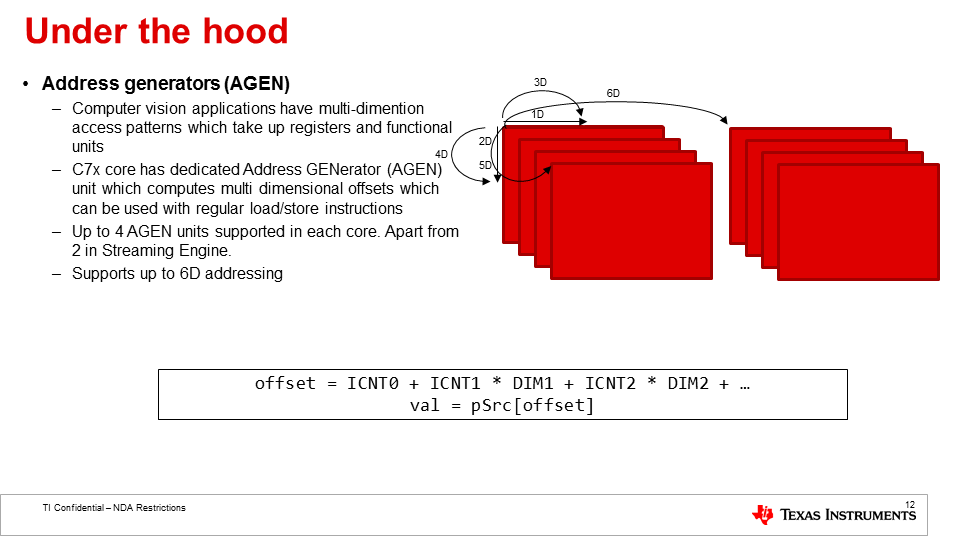 Under the hood
• Address generators (AGEN)
– Computer vision applications have multi-dimention
access patterns which take up registers and functional
units
– C7x core has dedicated Address GENerator (AGEN)
unit which computes multi dimensional offsets which
can be used with regular load/store instructions
– Up to 4 AGEN units supported in each core. Apart from
2 in Streaming Engine.
– Supports up to 6D addressing
3D
6D
1D
2D
4D
5D
offset = ICNT0 + ICNT1 * DIM1 + ICNT2 * DIM2 + …
val = pSrc[offset]
TI Confidential – NDA Restrictions
12
TEXAS INSTRUMENTS